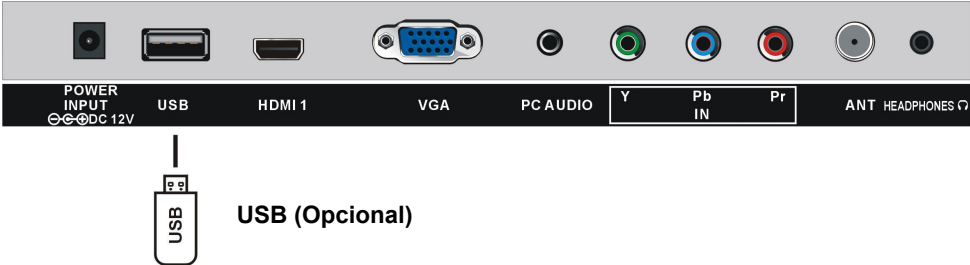 POWER
INPUT
DC 12V
USB
HDMI 1
VGA
PC AUDIO
Y Pb Pr
IN
ANT
HEADPHONES
USB
USB (Opcional)